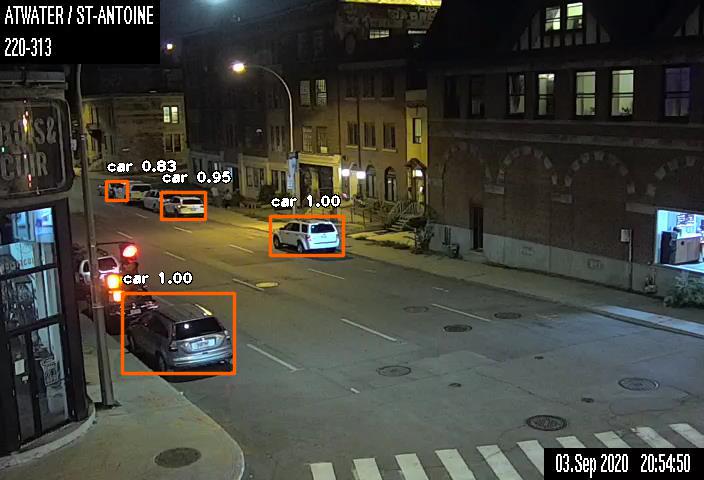 ATWATER / ST-ANTOINE
220-313
car 0.83
car 0.95
car 1.00
car 1.00
CUIR
03.Sep 2020 20:54:50